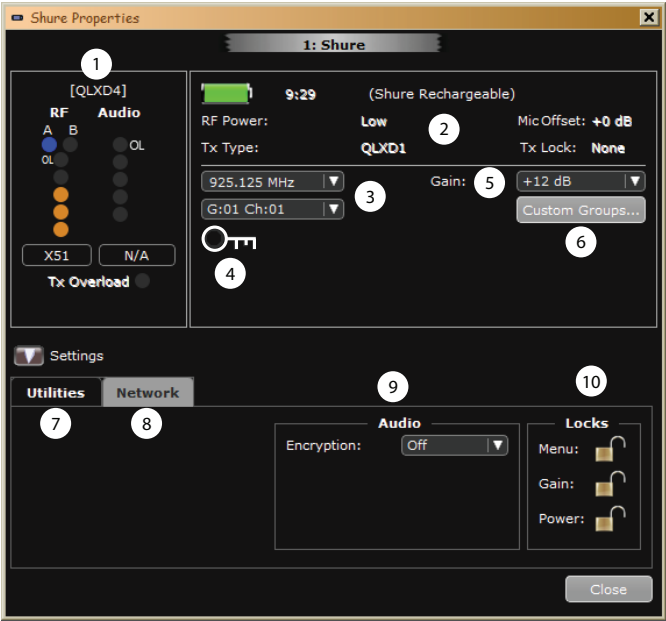 Shure Properties
1: Shure
1
[QLXD4]
RF Audio
A B
OL
OL
X51 N/A
Tx Overload
9:29 (Shure Rechargeable)
RF Power: Low 2 Mic Offset: +0 dB
Tx Type: QLXD1 Tx Lock: None
925.125 MHz 3 Gain: 5 +12 dB
G:01 Ch:01 Custom Groups...
4 6
Settings
Utilities Network
7 8
9
Audio
Encryption: Off
10
Locks
Menu:
Gain:
Power:
Close